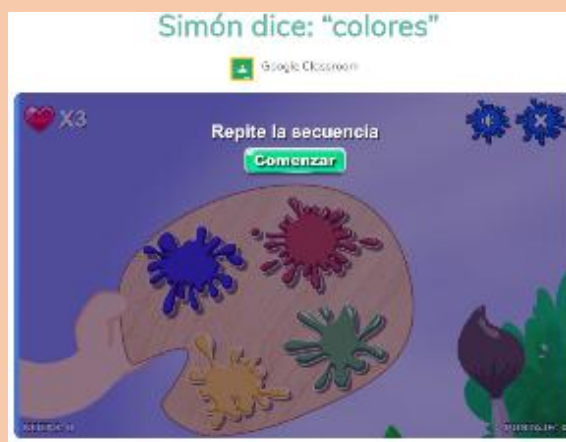 Simón dice: “colores”
Google Classroom
X3
Repite la secuencia
Comenzar